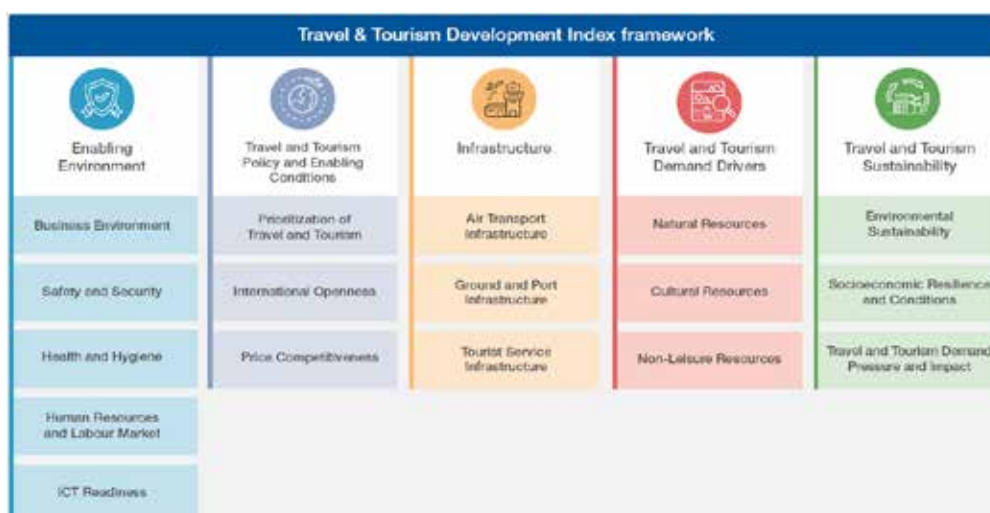 Travel & Tourism Development Index framework
Enabling
Environment
Business Environment
Safety and Security
Health and Hygiene
Human Resources
and Labour Market
ICT Readiness
Travel and Tourism
Policy and Enabling
Conditions
Prioritization of
Travel and Tourism
International Openness
Price Competitiveness
Infrastructure
Air Transport
Infrastructure
Ground and Port
Infrastructure
Tourist Service
Infrastructure
Travel and Tourism
Demand Drivers
Natural Resources
Cultural Resources
Non-Leisure Resources
Travel and Tourism
Sustainability
Environmental
Sustainability
Socioeconomic Resilience
and Conditions
Travel and Tourism Demand
Pressure and Impact